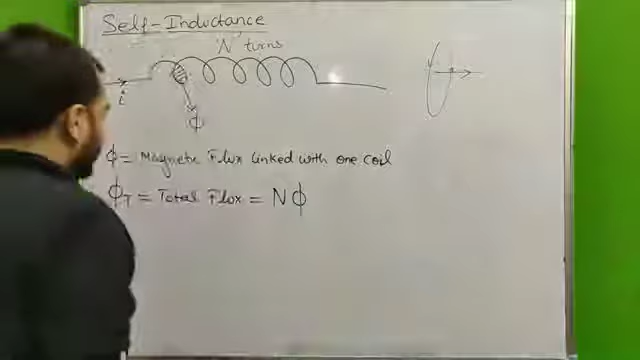 Self-Inductance
N turns
i
ϕ
ϕ = Magnetic Flux linked with one coil
ϕT = Total Flux = Nϕ